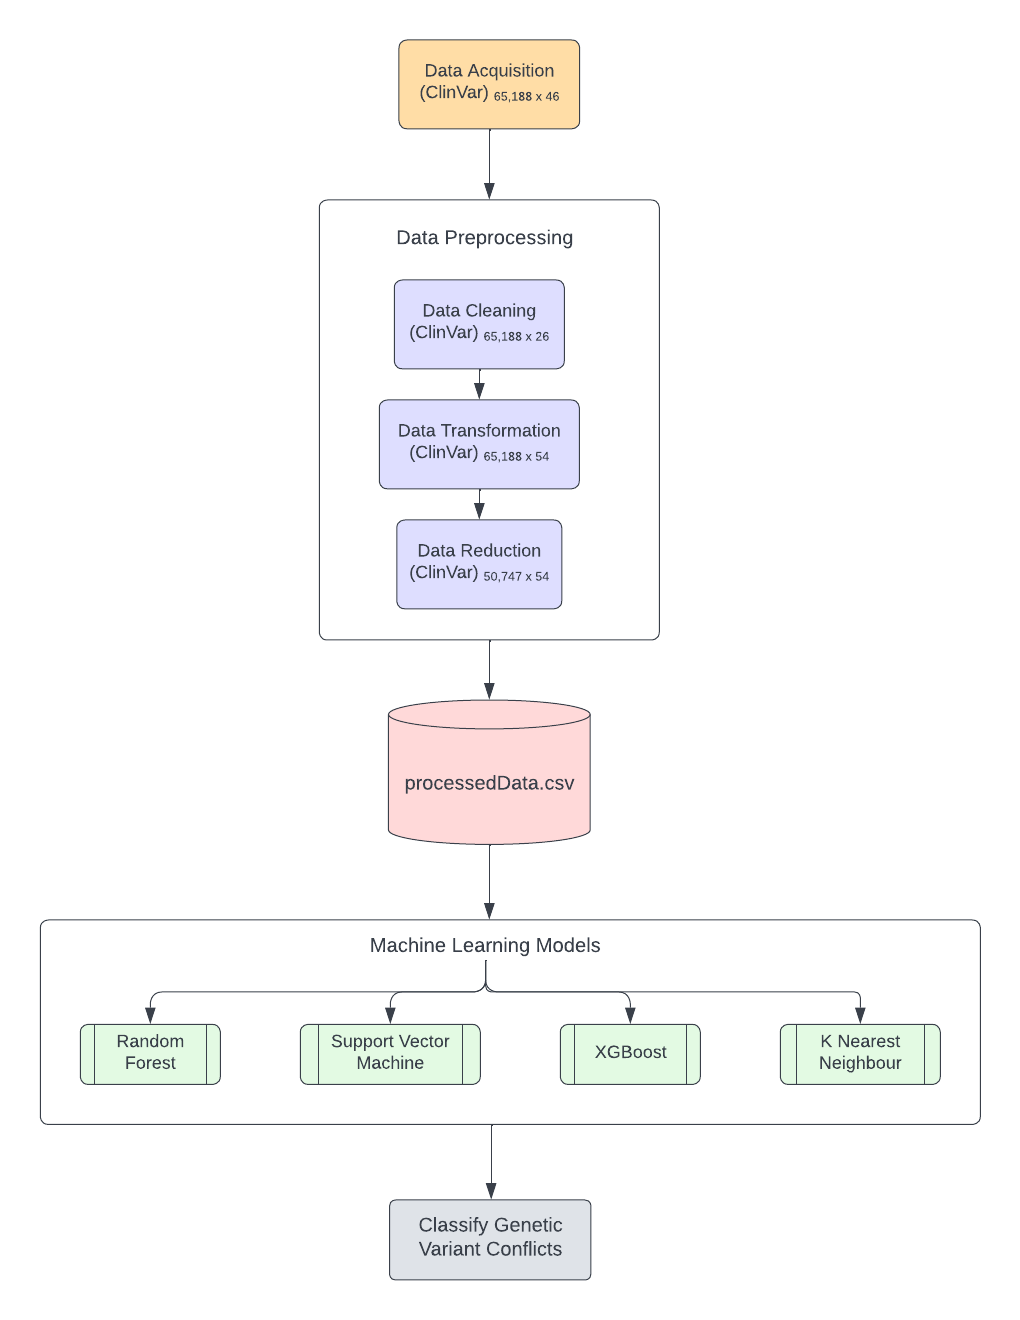 Data Acquisition
(ClinVar) 65,188 x 46
Data Preprocessing
Data Cleaning
(ClinVar) 65,188 x 26
Data Transformation
(ClinVar) 65,188 x 54
Data Reduction
(ClinVar) 50,747 x 54
processedData.csv
Machine Learning Models
Random
Forest
Support Vector
Machine
XGBoost
K Nearest
Neighbour
Classify Genetic
Variant Conflicts